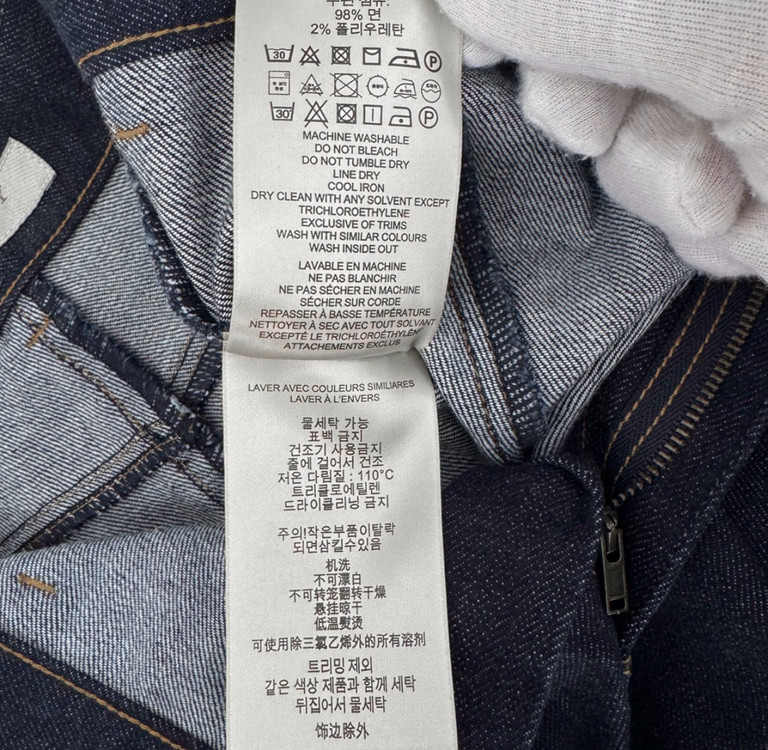 98% 면
2% 폴리우레탄
30 P
30 P
MACHINE WASHABLE
DO NOT BLEACH
DO NOT TUMBLE DRY
LINE DRY
COOL IRON
DRY CLEAN WITH ANY SOLVENT EXCEPT
TRICHLOROETHYLENE
EXCLUSIVE OF TRIMS
WASH WITH SIMILAR COLOURS
WASH INSIDE OUT
LAVABLE EN MACHINE
NE PAS BLANCHIR
NE PAS SÉCHER EN MACHINE
SÉCHER SUR CORDE
REPASSER À BASSE TEMPÉRATURE
NETTOYER À SEC AVEC TOUT SOLVANT
EXCEPTÉ LE TRICHLOROÉTHYLÈN
ATTACHEMENTS EXCLUS
LAVER AVEC COULEURS SIMILIARES
LAVER À L'ENVERS
물세탁 가능
표백 금지
건조기 사용금지
줄에 걸어서 건조
저온 다림질 : 110°C
트리클로에틸렌
드라이클리닝 금지
주의!작은부품이탈락
되면삼킬수있음
机洗
不可漂白
不可转笼翻转干燥
悬挂晾干
低温熨烫
可使用除三氯乙烯外的所有溶剂
트리밍 제외
같은 색상 제품과 함께 세탁
뒤집어서 물세탁
饰边除外